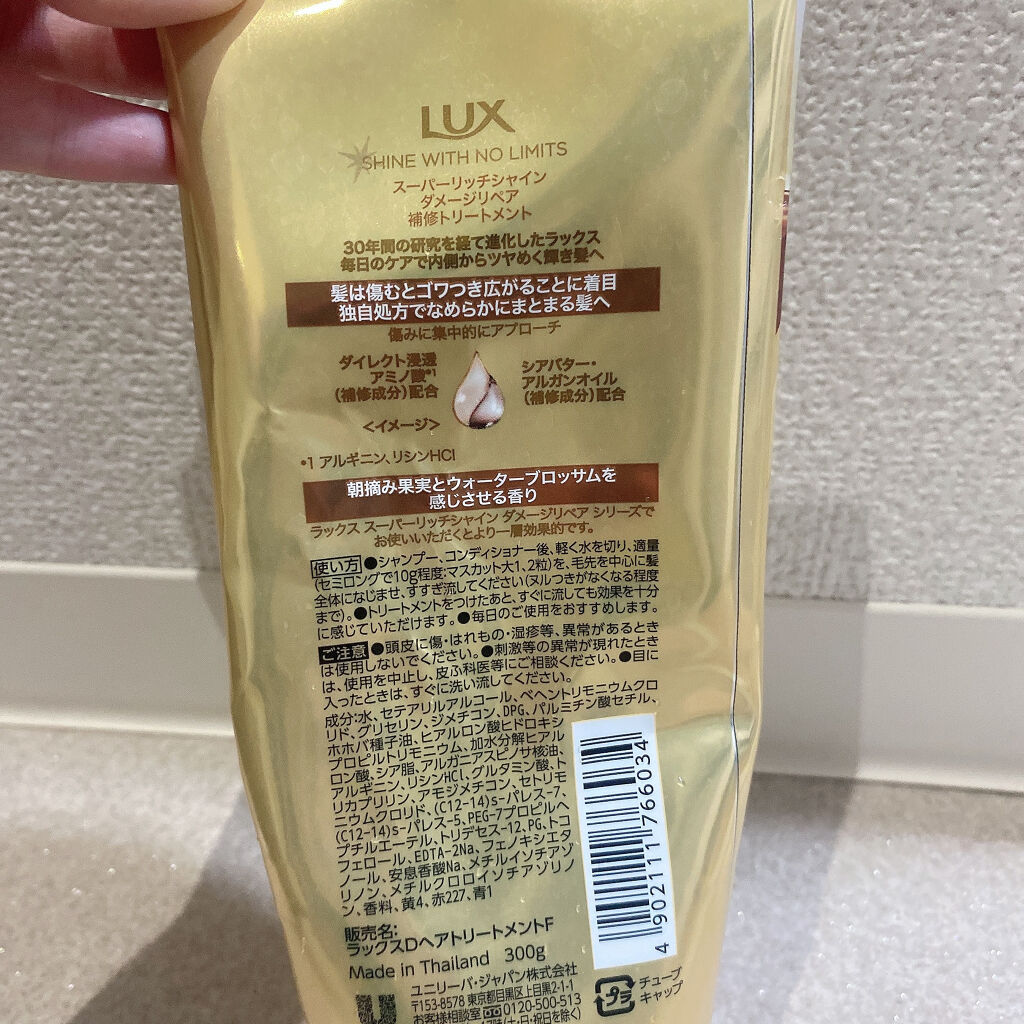 LUX
SHINE WITH NO LIMITS
スーパーリッチシャイン
ダメージリペア
補修トリートメント
30年間の研究を経て進化したラックス
毎日のケアで内側からツヤめく輝き髪へ
髪は傷むとゴワつき広がることに着目
独自処方でなめらかにまとまる髪へ
傷みに集中的にアプローチ
ダイレクト浸透
アミノ酸*1
(補修成分)配合
シアバター・
アルガンオイル
(補修成分)配合
<イメージ>
*1 アルギニン、リシンHCl
朝摘み果実とウォーターブロッサムを
感じさせる香り
ラックス スーパーリッチシャイン ダメージリペア シリーズで
お使いいただくとより一層効果的です。
使い方 ●シャンプー、コンディショナー後、軽く水を切り、適量
(セミロングで10g程度:マスカット大1、2粒)を、毛先を中心に髪
全体になじませ、すすぎ流してください(ヌルつきがなくなる程度
まで)。●トリートメントをつけたあと、すぐに流しても効果を十分
に感じていただけます。●毎日のご使用をおすすめします。
ご注意 ●頭皮に傷・はれもの・湿疹等、異常があるとき
は使用しないでください。●刺激等の異常が現れたとき
は、使用を中止し、皮ふ科医等にご相談ください。●目に
入ったときは、すぐに洗い流してください。
成分:水、セテアリルアルコール、ベヘントリモニウムクロ
リド、グリセリン、ジメチコン、DPG、パルミチン酸セチル、
ホホバ種子油、ヒアルロン酸ヒドロキシ
プロピルトリモニウム、加水分解ヒアル
ロン酸、シア脂、アルガニアスピノサ核油、
アルギニン、リシンHCl、グルタミン酸、ト
リカプリリン、アモジメチコン、セトリモ
ニウムクロリド、(C12-14)s-パレス-7、
(C12-14)s-パレス-5、PEG-7プロピルヘ
プチルエーテル、トリデセス-12、PG、トコ
フェロール、EDTA-2Na、フェノキシエタ
ノール、安息香酸Na、メチルイソチアゾ
リノン、メチルクロロイソチアゾリノ
ン、香料、黄4、赤227、青1
4 902111 766034
販売名:
ラックスDヘアトリートメントF
Made in Thailand 300g
ユニリーバ・ジャパン株式会社
〒153-8578 東京都目黒区上目黒2-1-1
お客様相談室 0120-500-513
(土・日・祝日を除く)
プラ
チューブ
キャップ